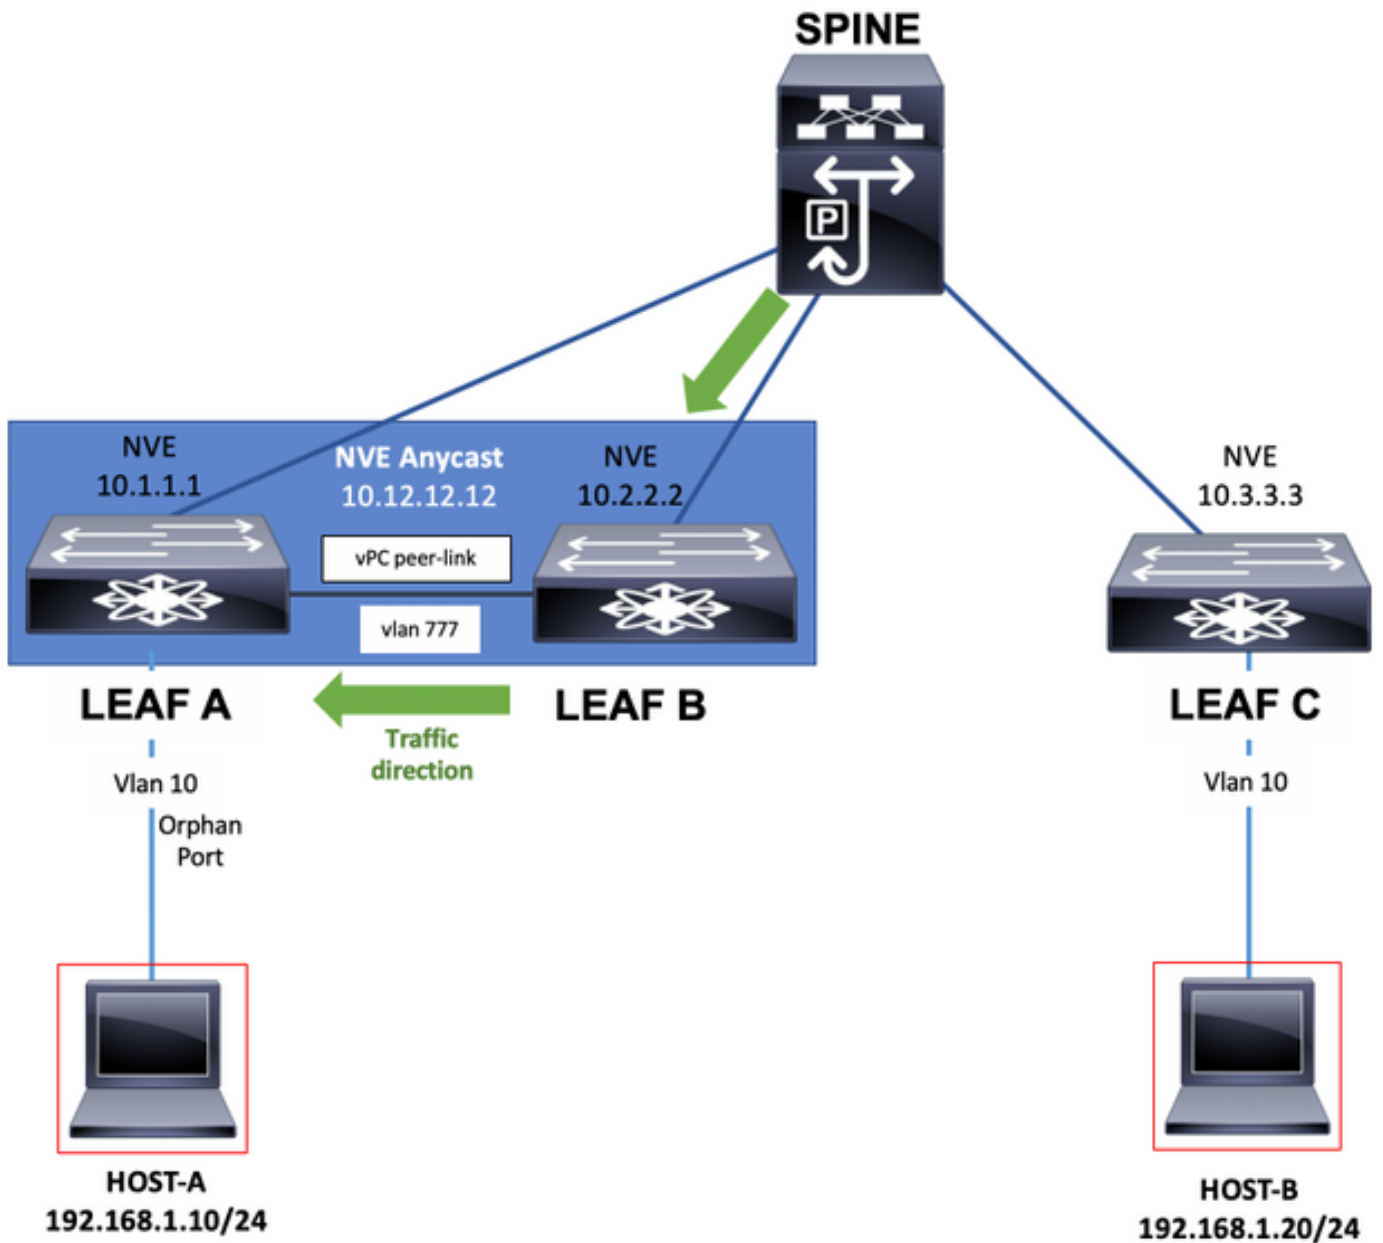 SPINE
P
NVE
10.1.1.1
NVE Anycast
10.12.12.12
NVE
10.2.2.2
NVE
10.3.3.3
vPC peer-link
vlan 777
LEAF A
LEAF B
LEAF C
Traffic
direction
Vlan 10
Vlan 10
Orphan
Port
HOST-A
192.168.1.10/24
HOST-B
192.168.1.20/24